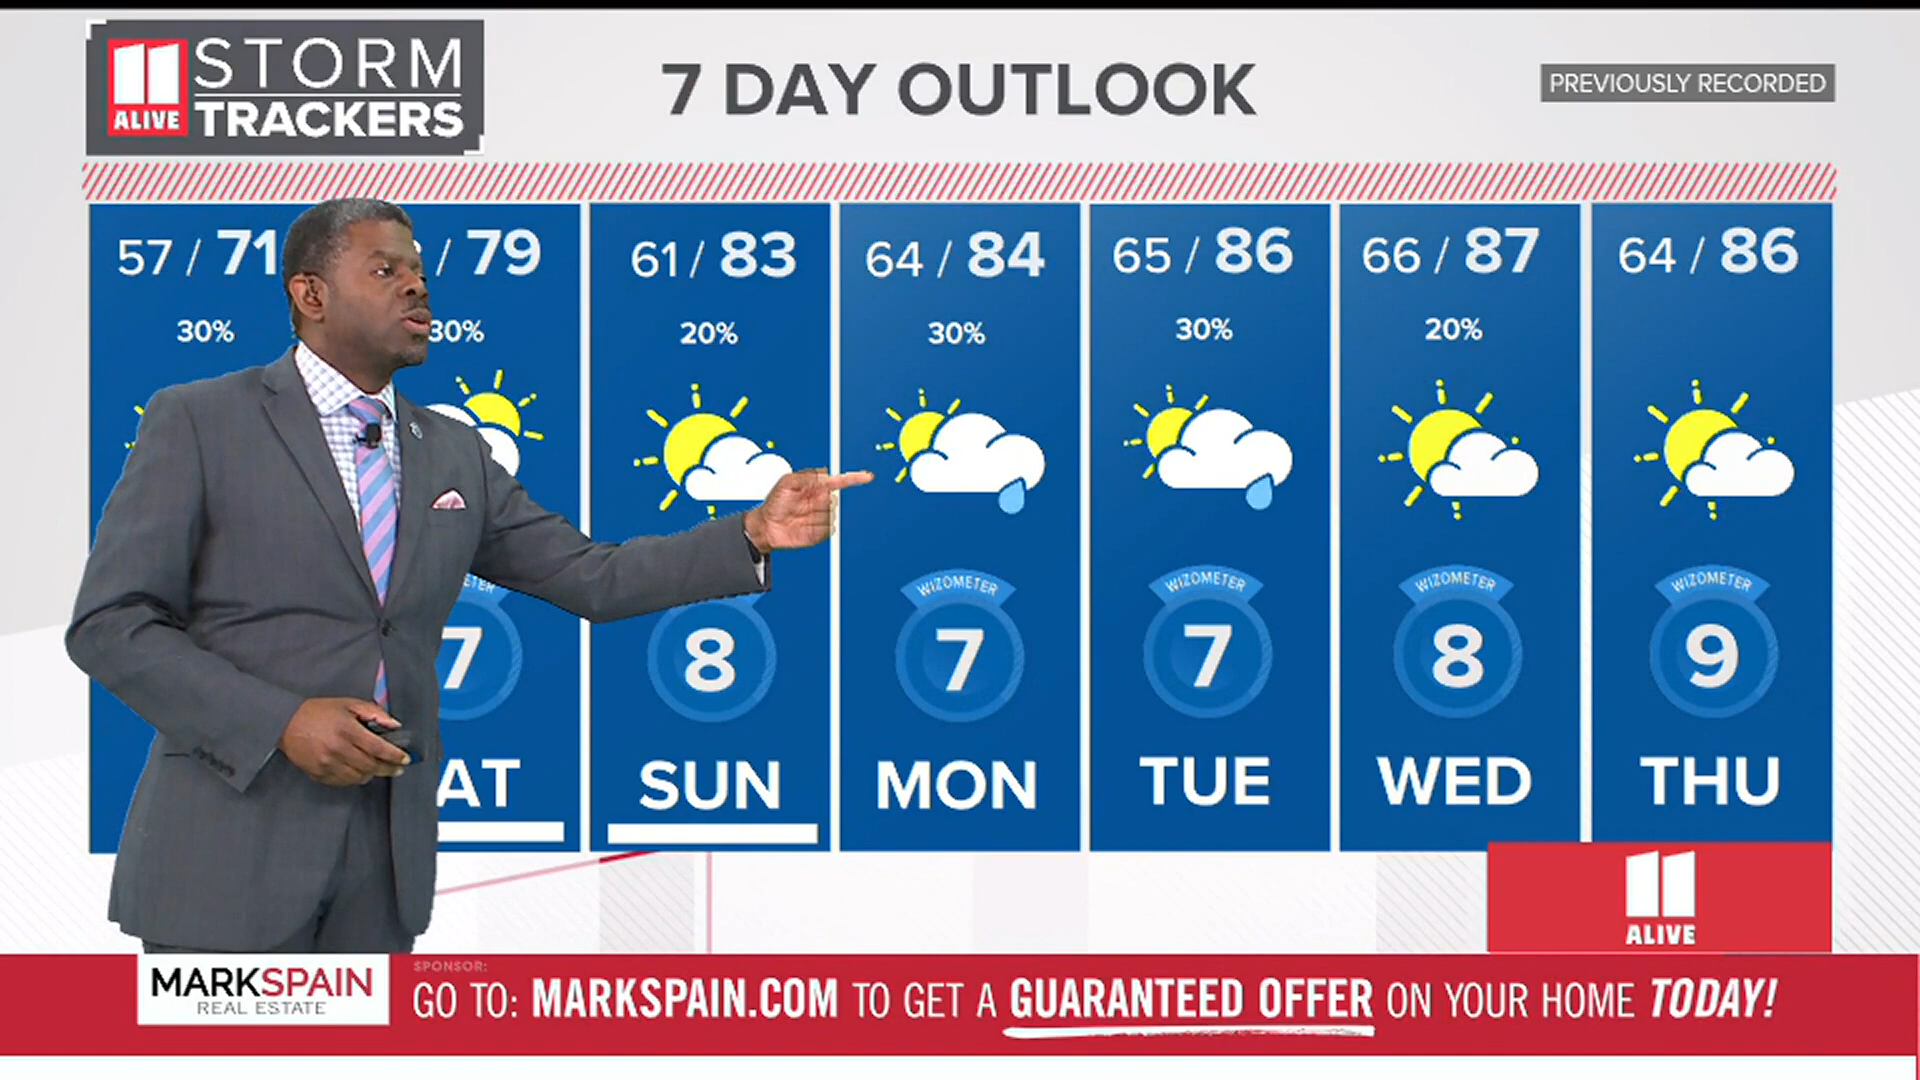 11 ALIVE
STORM
TRACKERS
7 DAY OUTLOOK
PREVIOUSLY RECORDED
57 / 71
/ 79
61 / 83
64 / 84
65 / 86
66 / 87
64 / 86
30%
30%
20%
30%
30%
20%
WIZOMETER
WIZOMETER
WIZOMETER
WIZOMETER
7
8
7
7
8
9
AT
SUN
MON
TUE
WED
THU
11
ALIVE
MARKSPAIN
REAL ESTATE
SPONSOR:
GO TO: MARKSPAIN.COM TO GET A GUARANTEED OFFER ON YOUR HOME TODAY!